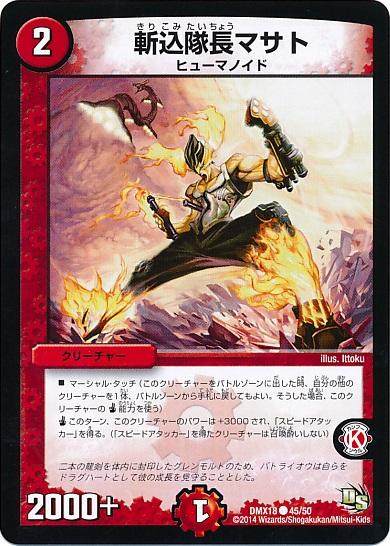 2
きりこみたいちょう
斬込隊長マサト
ヒューマノイド
クリーチャー
illus. Ittoku
■ マーシャル・タッチ(このクリーチャーをバトルゾーンに出した時、自分の他の
クリーチャーを1体、バトルゾーンから手札に戻してもよい。そうした場合、このク
リーチャーの 能力を使う)
このターン、このクリーチャーのパワーは+3000され、「スピードアタッ
カー」を得る。(「スピードアタッカー」を得たクリーチャーは召喚酔いしない)
二本の龍剣を体内に封印したグレンモルトのため、バトライオウは自らを
ドラグハートとして彼の成長を見守ることとした。
2000+
1
K
DS
DMX18 45/50
©2014 Wizards/Shogakukan/Mitsui-Kids